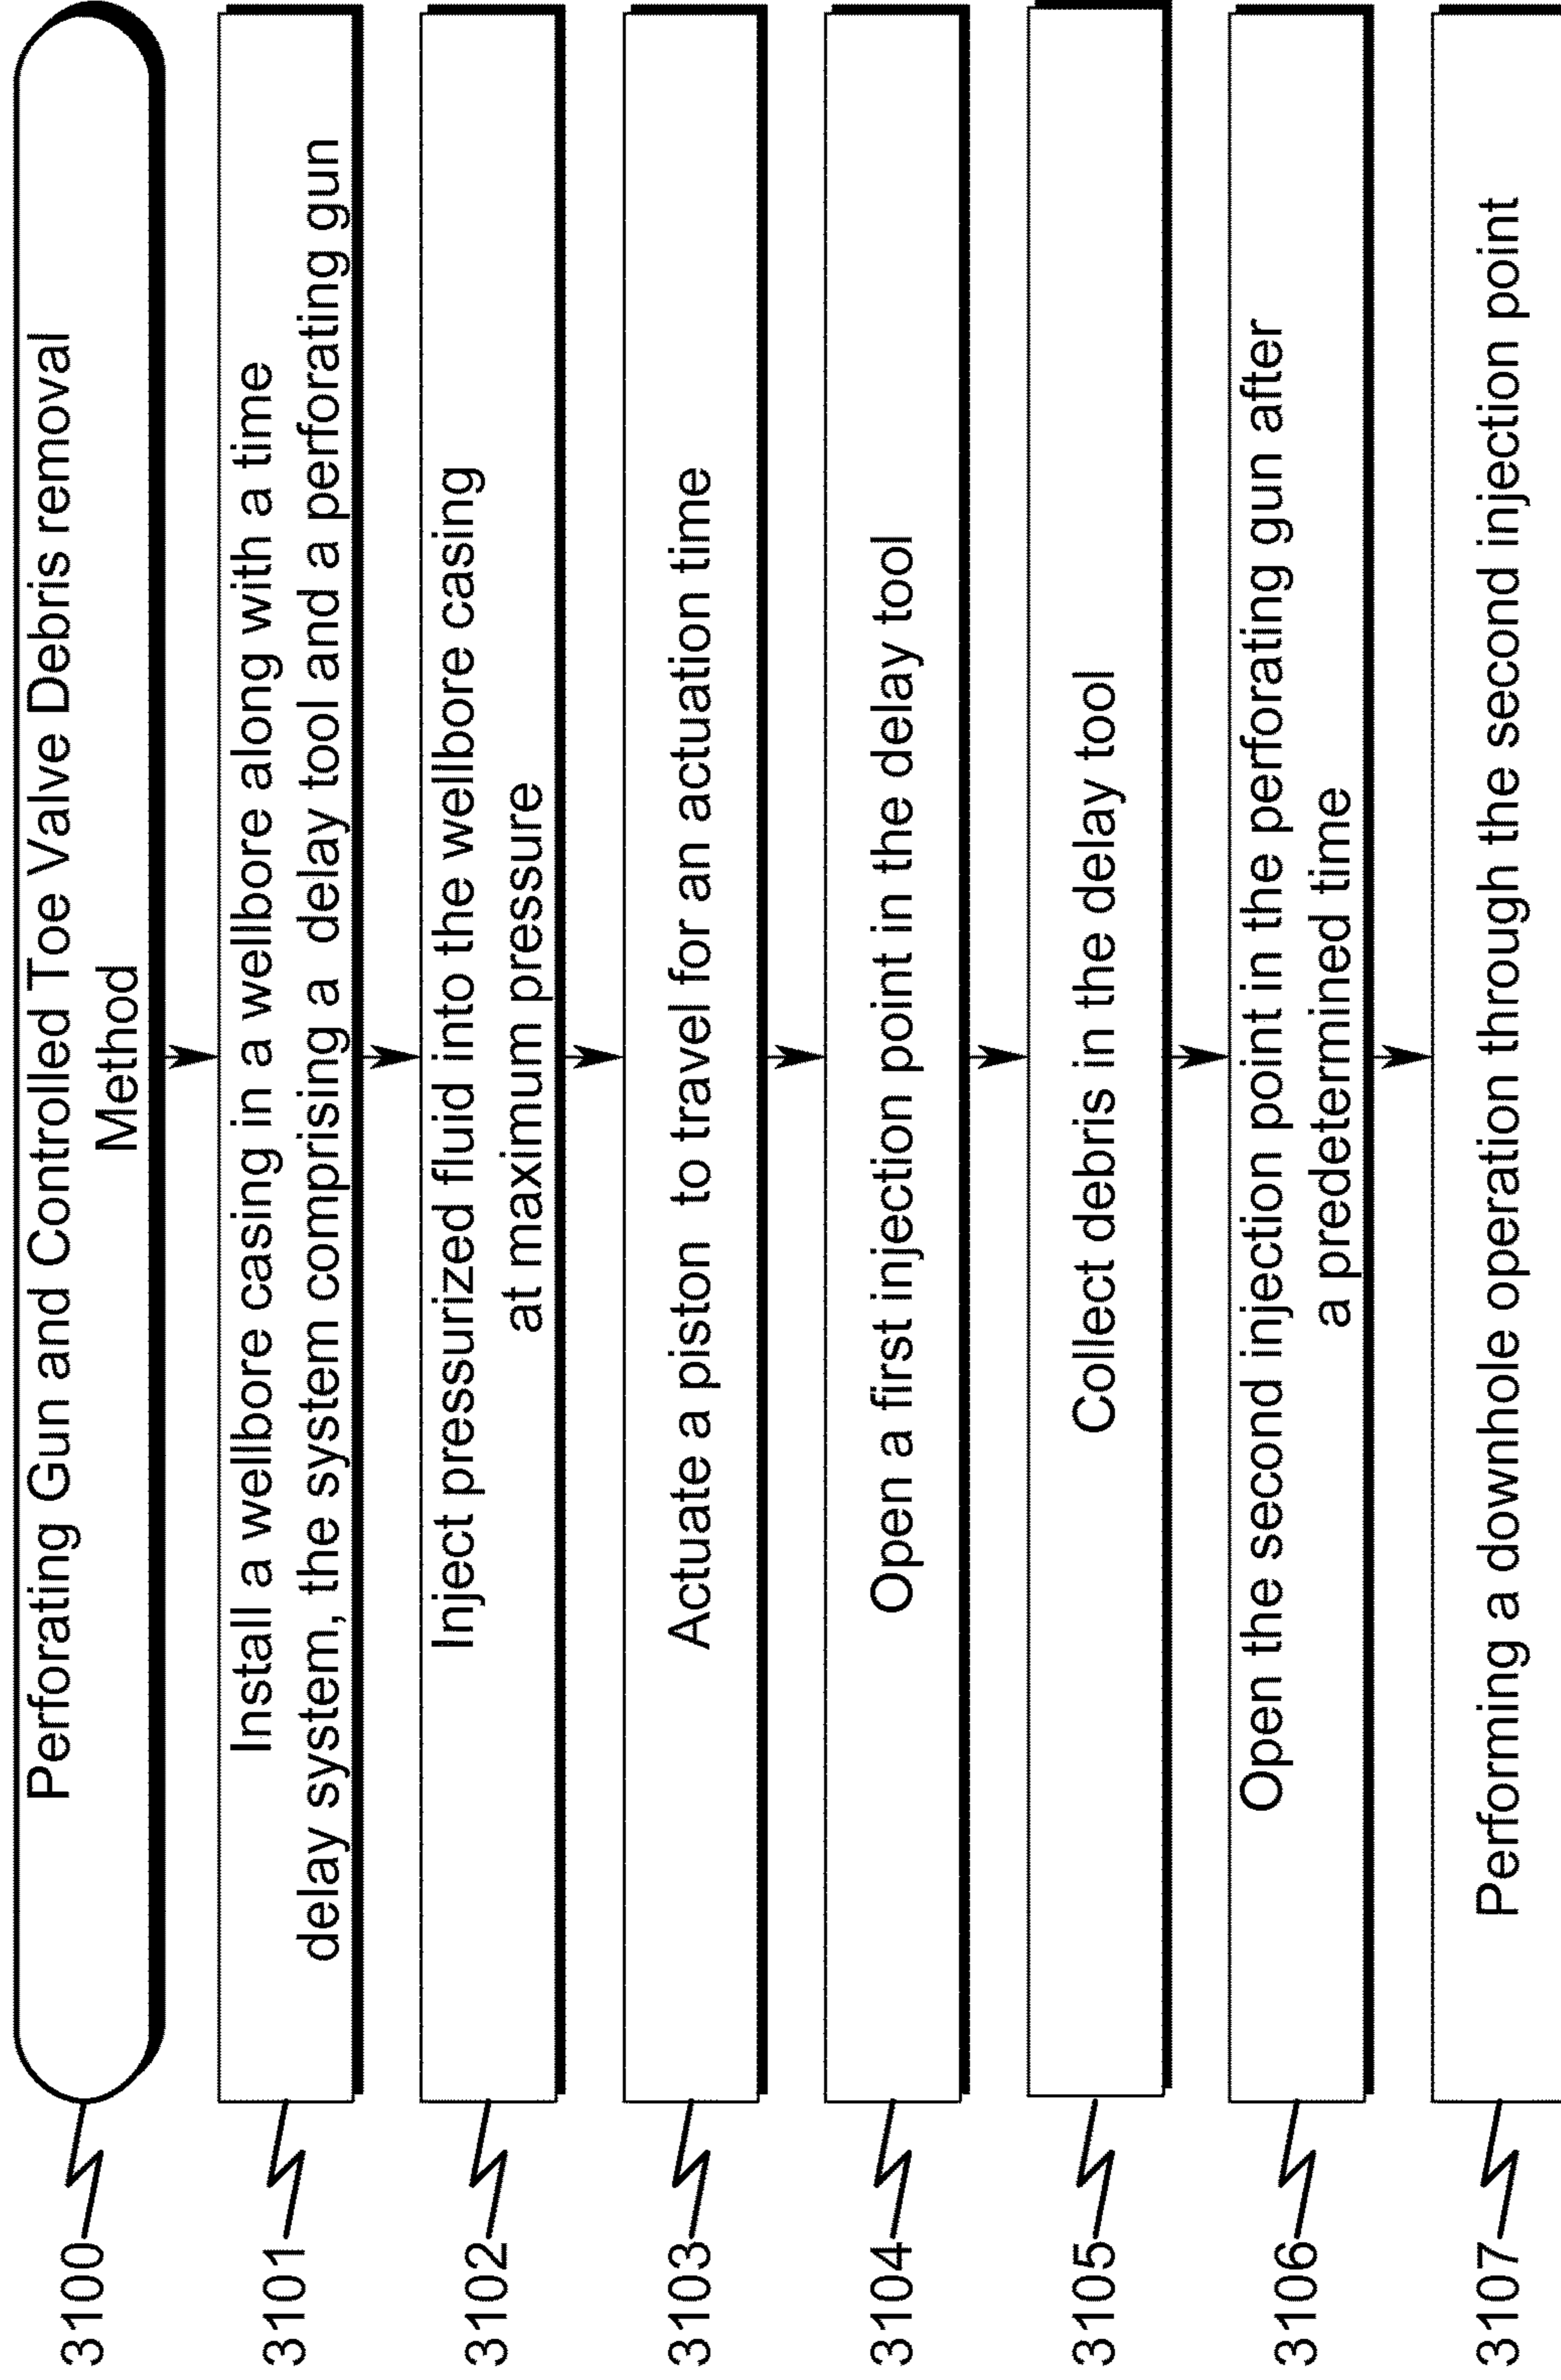 3100
Perforating Gun and Controlled Toe Valve Debris removal
Method
3101
Install a wellbore casing in a wellbore along with a time
delay system, the system comprising a delay tool and a perforating gun
3102
Inject pressurized fluid into the wellbore casing
at maximum pressure
3103
Actuate a piston to travel for an actuation time
3104
Open a first injection point in the delay tool
3105
Collect debris in the delay tool
3106
Open the second injection point in the perforating gun after
a predetermined time
3107
Performing a downhole operation through the second injection point